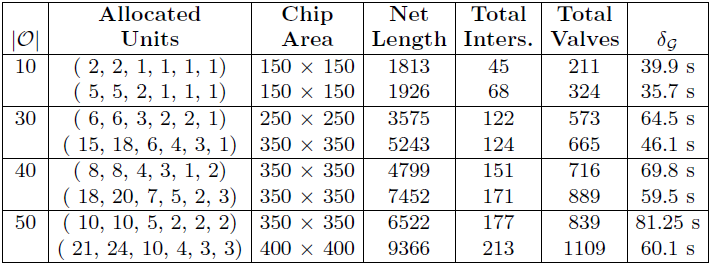 Allocated Chip Net Total Total
|𝒪| Units Area Length Inters. Valves δ𝒢
10 ( 2, 2, 1, 1, 1, 1) 150 × 150 1813 45 211 39.9 s
( 5, 5, 2, 1, 1, 1) 150 × 150 1926 68 324 35.7 s
30 ( 6, 6, 3, 2, 2, 1) 250 × 250 3575 122 573 64.5 s
( 15, 18, 6, 4, 3, 1) 350 × 350 5243 124 665 46.1 s
40 ( 8, 8, 4, 3, 1, 2) 350 × 350 4799 151 716 69.8 s
( 18, 20, 7, 5, 2, 3) 350 × 350 7452 171 889 59.5 s
50 ( 10, 10, 5, 2, 2, 2) 350 × 350 6522 177 839 81.25 s
( 21, 24, 10, 4, 3, 3) 400 × 400 9366 213 1109 60.1 s